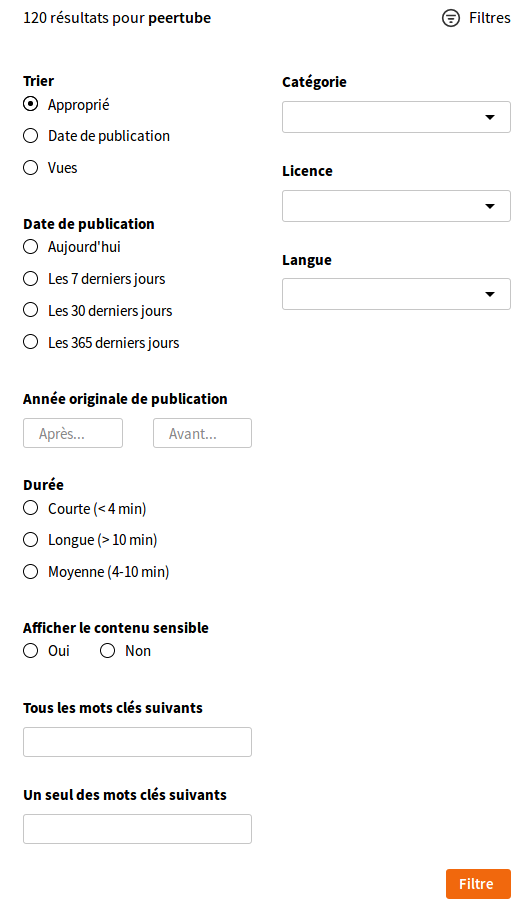 120 résultats pour peertube
Filtres
Trier
Approprié
Date de publication
Vues
Date de publication
Aujourd'hui
Les 7 derniers jours
Les 30 derniers jours
Les 365 derniers jours
Année originale de publication
Après...
Avant...
Durée
Courte (< 4 min)
Longue (> 10 min)
Moyenne (4-10 min)
Afficher le contenu sensible
Oui
Non
Tous les mots clés suivants
Un seul des mots clés suivants
Catégorie
Licence
Langue
Filtre